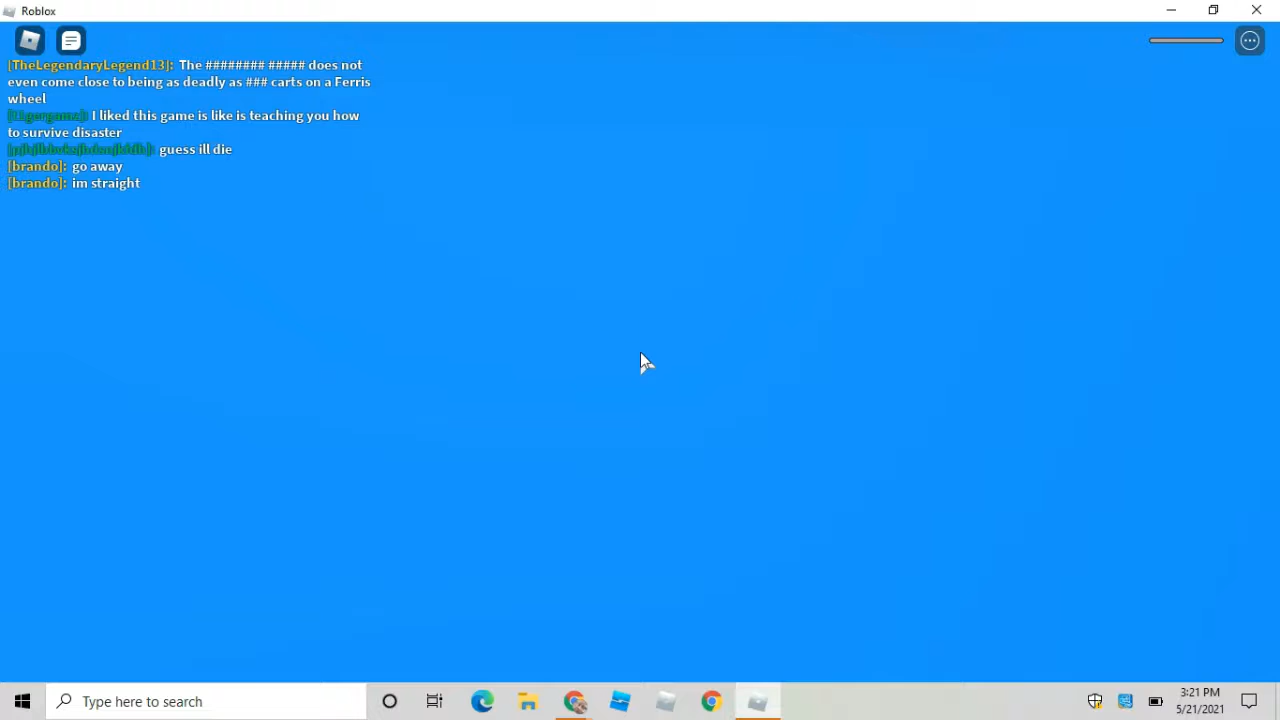 Roblox
[TheLegendaryLegend13]: The ######## ##### does not
even come close to being as deadly as ### carts on a Ferris
wheel
I liked this game is like is teaching you how
to survive disaster
guess ill die
[brando]: go away
[brando]: im straight
Type here to search
3:21 PM
5/21/2021